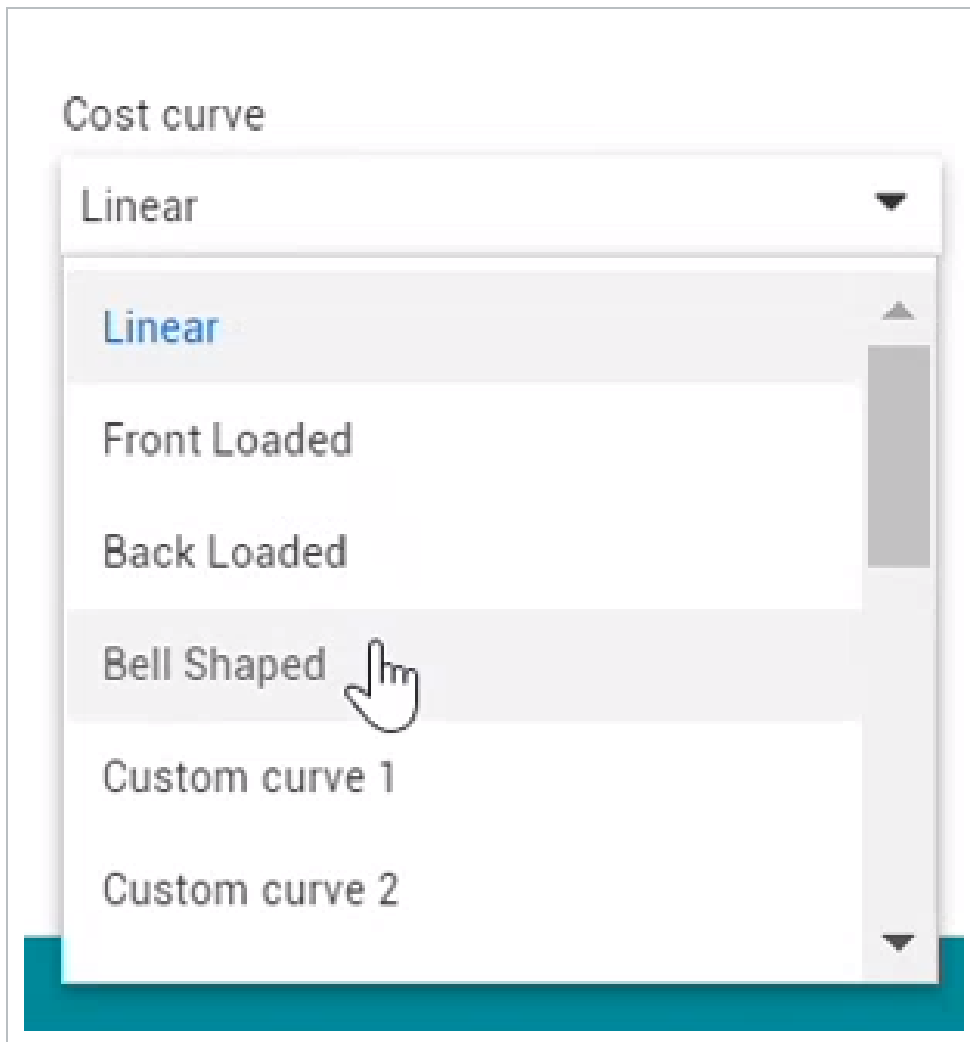 Cost curve
Linear
Linear
Front Loaded
Back Loaded
Bell Shaped
Custom curve 1
Custom curve 2